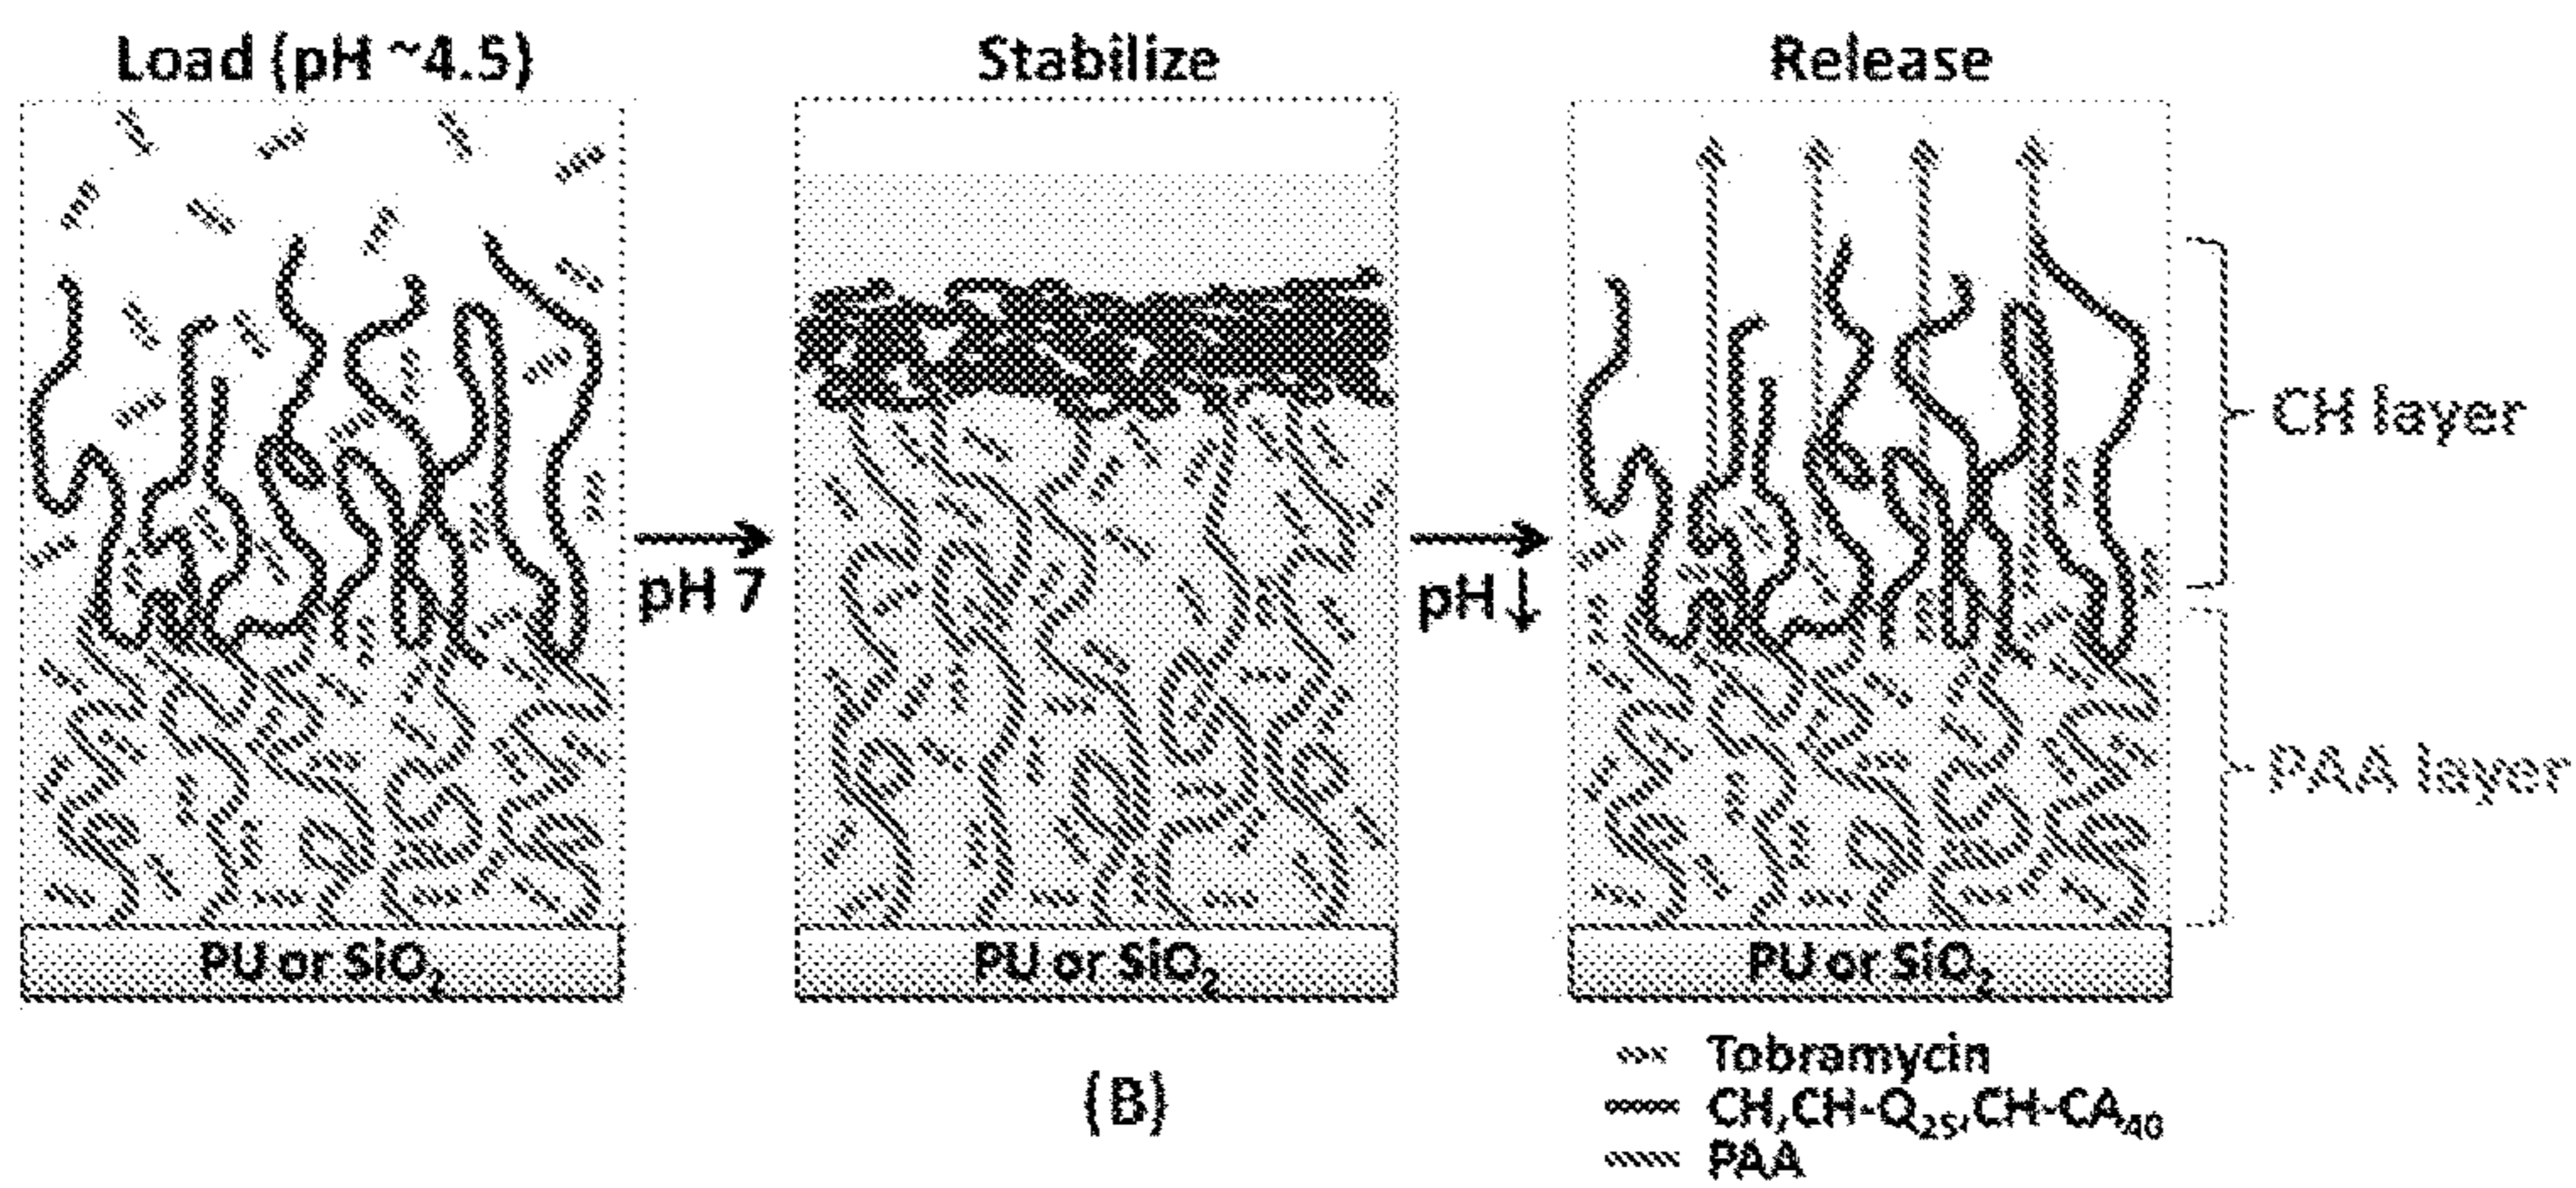 Load (pH ~4.5)
Stabilize
Release
pH 7
pH ↓
CH layer
PAA layer
PU or SiO₂
PU or SiO₂
PU or SiO₂
(B)
Tobramycin
CH,CH-Q₂₅,CH-CA₄₀
PAA